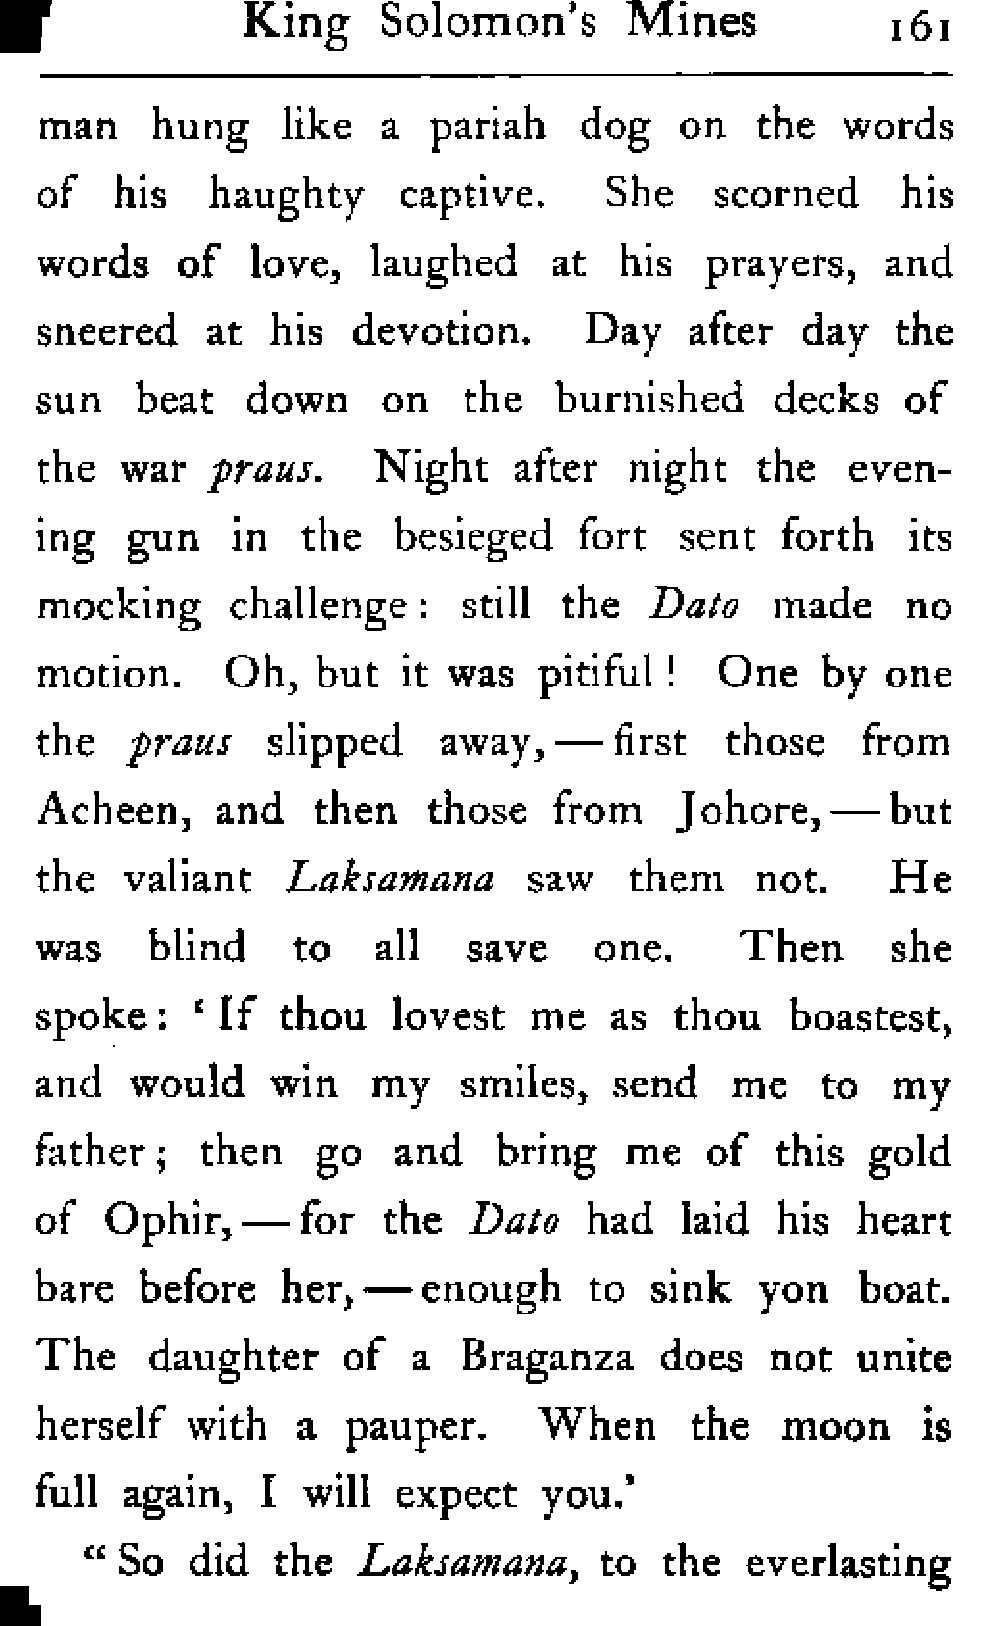 King Solomon's Mines 161
man hung like a pariah dog on the words
of his haughty captive. She scorned his
words of love, laughed at his prayers, and
sneered at his devotion. Day after day the
sun beat down on the burnished decks of
the war praus. Night after night the even-
ing gun in the besieged fort sent forth its
mocking challenge: still the Dato made no
motion. Oh, but it was pitiful! One by one
the praus slipped away,—first those from
Acheen, and then those from Johore,—but
the valiant Laksamana saw them not. He
was blind to all save one. Then she
spoke: 'If thou lovest me as thou boastest,
and would win my smiles, send me to my
father; then go and bring me of this gold
of Ophir,—for the Dato had laid his heart
bare before her,—enough to sink yon boat.
The daughter of a Braganza does not unite
herself with a pauper. When the moon is
full again, I will expect you.'
"So did the Laksamana, to the everlasting